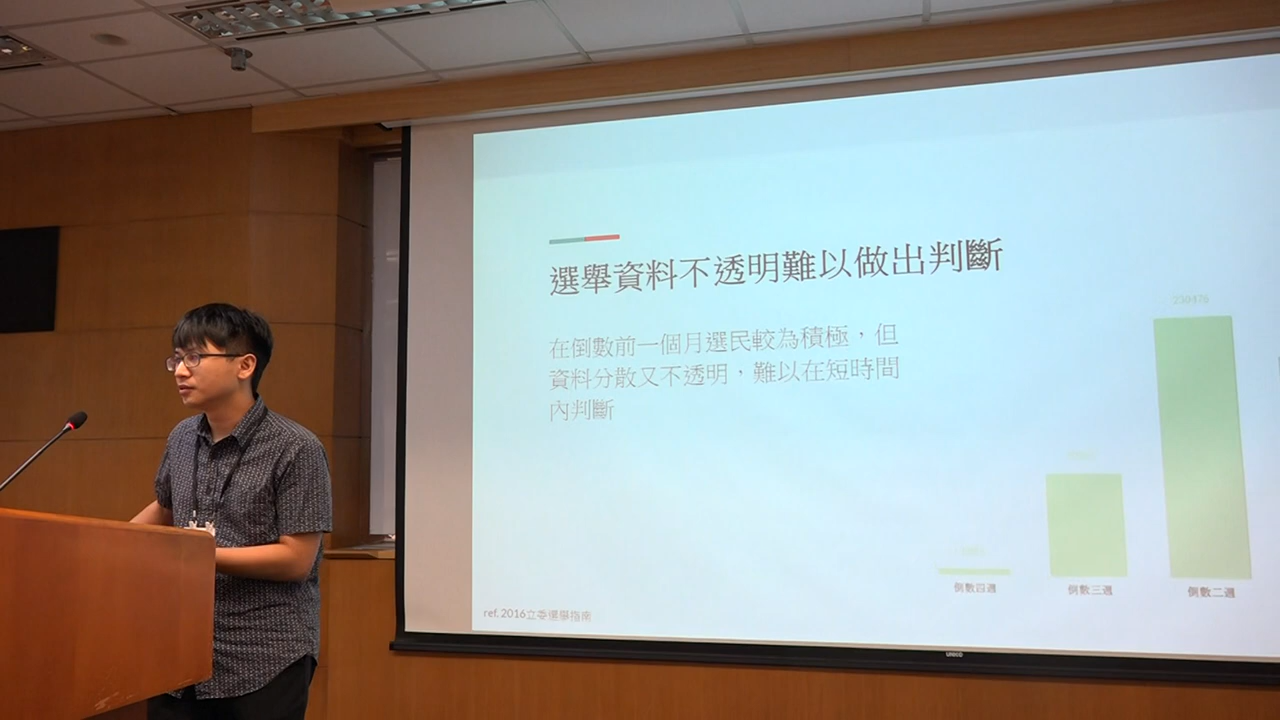 選舉資料不透明難以做出判斷
在倒數前一個月選民較為積極，但
資料分散又不透明，難以在短時間
內判斷
239476
倒數四週
倒數三週
倒數二週
ref. 2016立委選舉指南